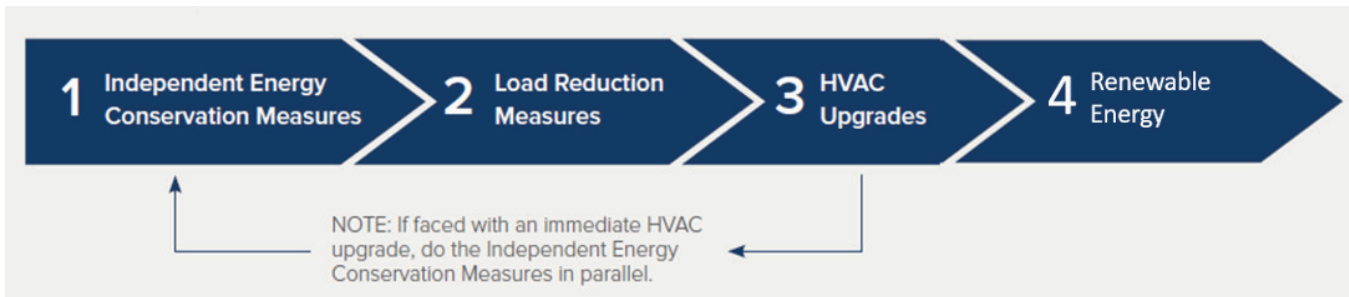 1 Independent Energy
Conservation Measures
2 Load Reduction
Measures
3 HVAC
Upgrades
4 Renewable
Energy
NOTE: If faced with an immediate HVAC
upgrade, do the Independent Energy
Conservation Measures in parallel.